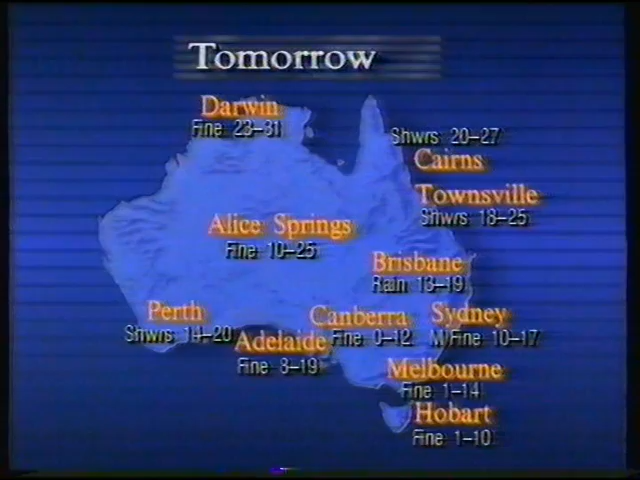 Tomorrow
Darwin
Fine 23-31
Shwrs 20-27
Cairns
Townsville
Shwrs 18-25
Alice Springs
Fine 10-25
Brisbane
Rain 13-19
Perth
Shwrs 14-20
Canberra
Fine 0-12
Sydney
M/Fine 10-17
Adelaide
Fine 8-19
Melbourne
Fine 1-14
Hobart
Fine 1-10